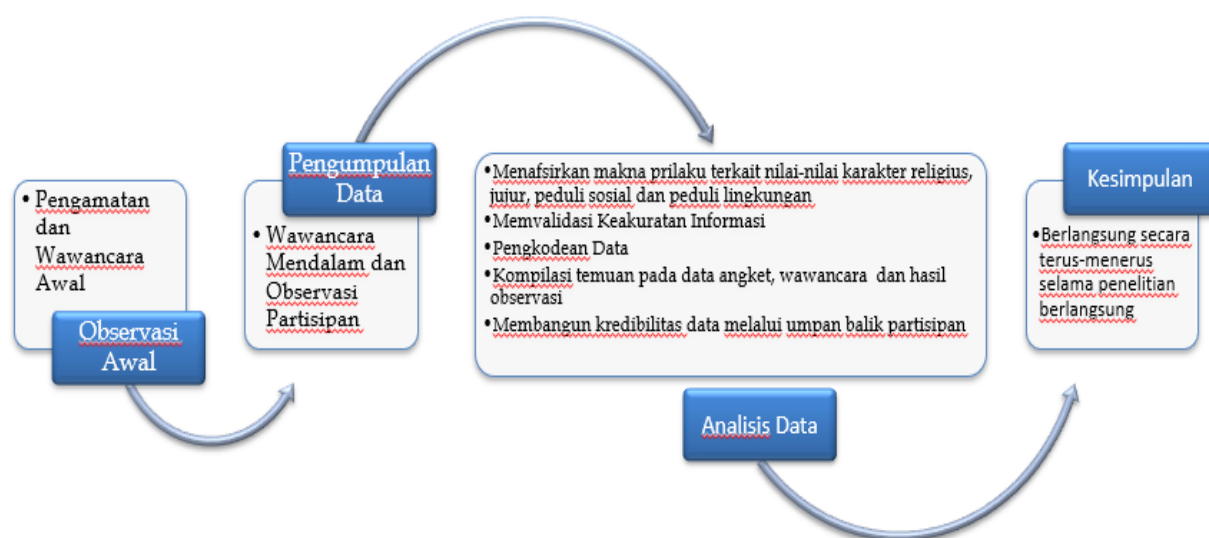 • Pengamatan
dan
Wawancara
Awal
Observasi
Awal
Pengumpulan
Data
• Wawancara
Mendalam dan
Observasi
Partisipan
•Menafsirkan makna prilaku terkait nilai-nilai karakter religius,
jujur, peduli sosial dan peduli lingkungan
•Memvalidasi Keakuratan Informasi
•Pengkodean Data
•Kompilasi temuan pada data angket, wawancara dan hasil
observasi
•Membangun kredibilitas data melalui umpan balik partisipan
Analisis Data
Kesimpulan
•Berlangsung secara
terus-menerus
selama penelitian
berlangsung